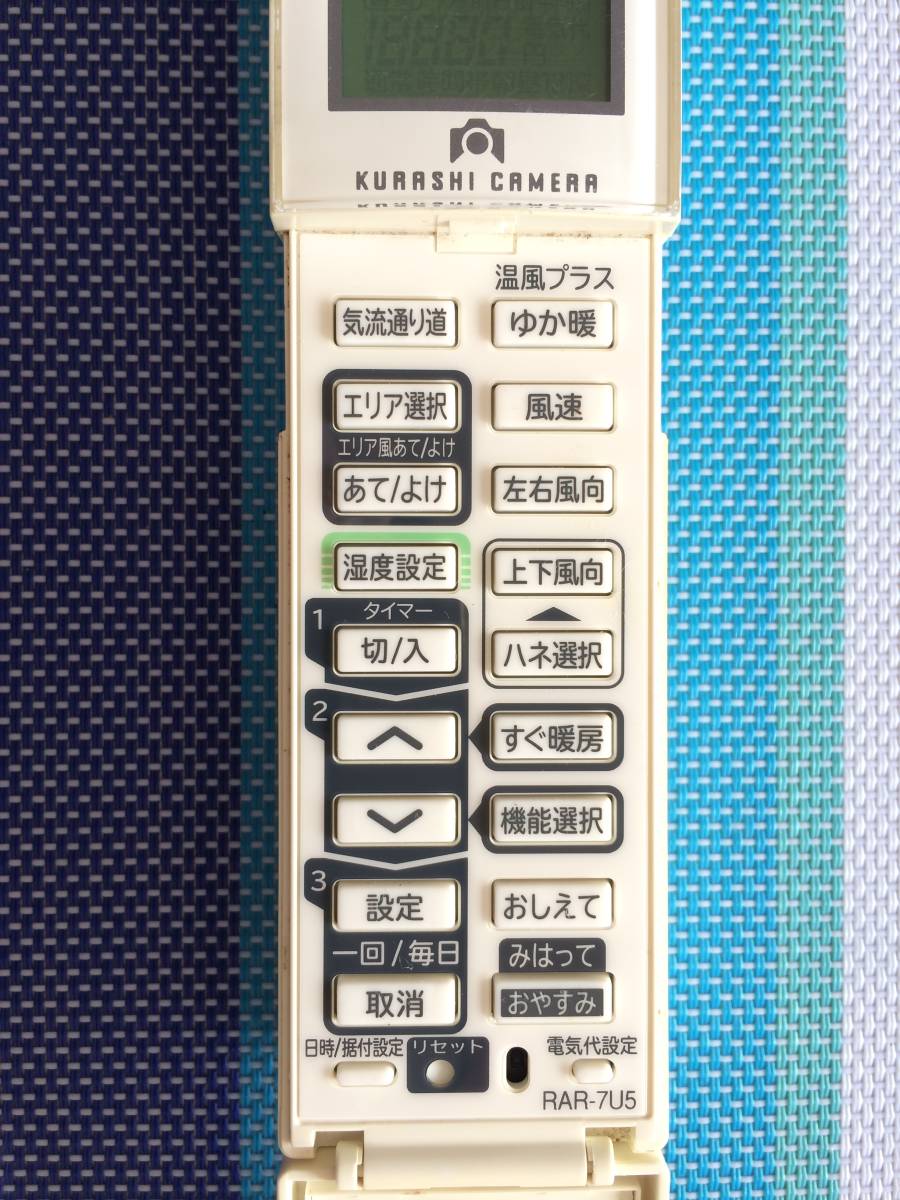 KURASHI CAMERA
温風プラス
気流通り道
ゆか暖
エリア選択
風速
エリア風あて/よけ
あて/よけ
左右風向
湿度設定
上下風向
1
タイマー
切/入
ハネ選択
2
すぐ暖房
機能選択
3
設定
おしえて
一回/毎日
みはって
取消
おやすみ
日時/据付設定
リセット
電気代設定
RAR-7U5